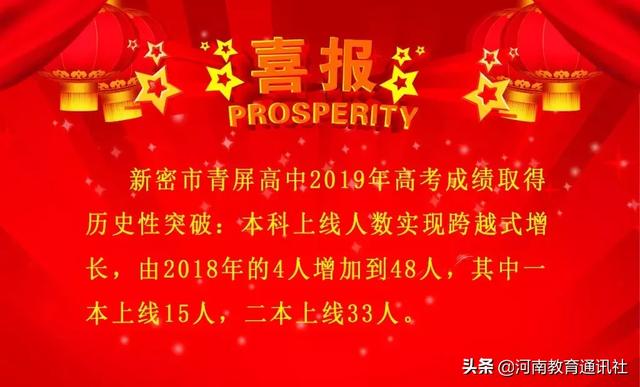 喜报
PROSPERITY
新密市青屏高中2019年高考成绩取得
历史性突破：本科上线人数实现跨越式增
长，由2018年的4人增加到48人，其中一
本上线15人，二本上线33人。
头条 @河南教育通讯社